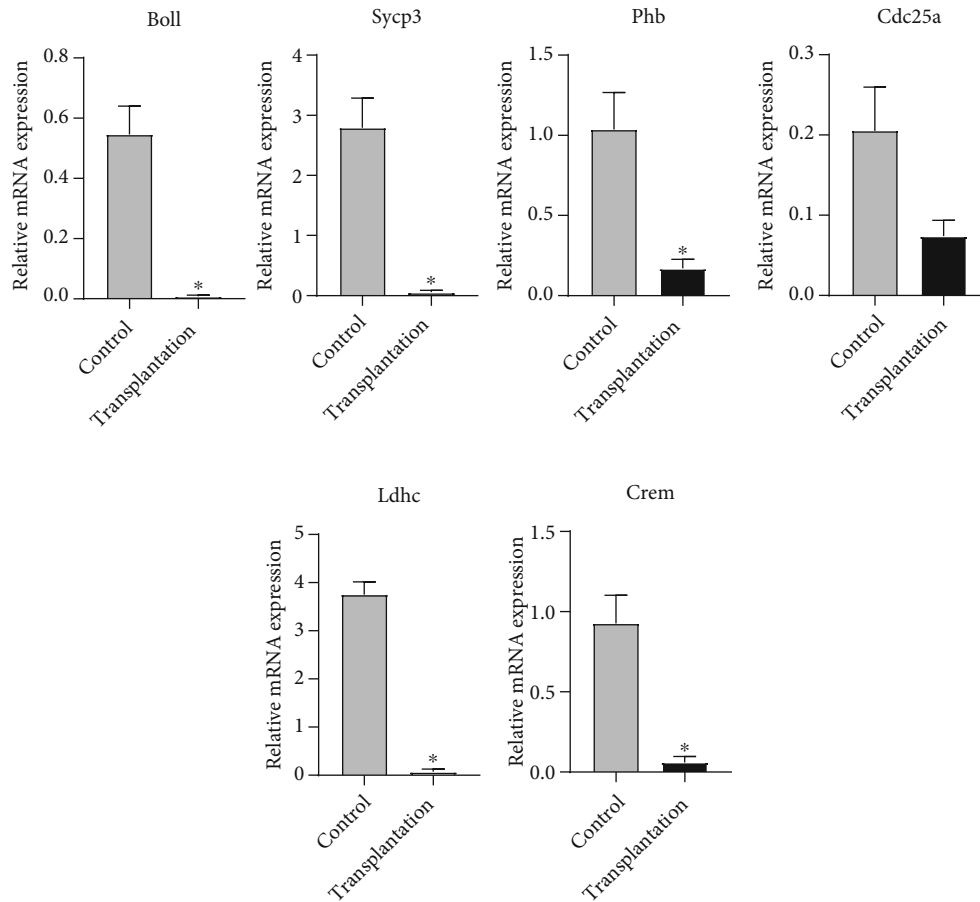 Boll
Relative mRNA expression
0.8
0.6
0.4
0.2
0.0
*
Control
Transplantation
Sycp3
Relative mRNA expression
4
3
2
1
0
*
Control
Transplantation
Phb
Relative mRNA expression
1.5
1.0
0.5
0.0
*
Control
Transplantation
Cdc25a
Relative mRNA expression
0.3
0.2
0.1
0.0
Control
Transplantation
Ldhc
Relative mRNA expression
5
4
3
2
1
0
*
Control
Transplantation
Crem
Relative mRNA expression
1.5
1.0
0.5
0.0
*
Control
Transplantation